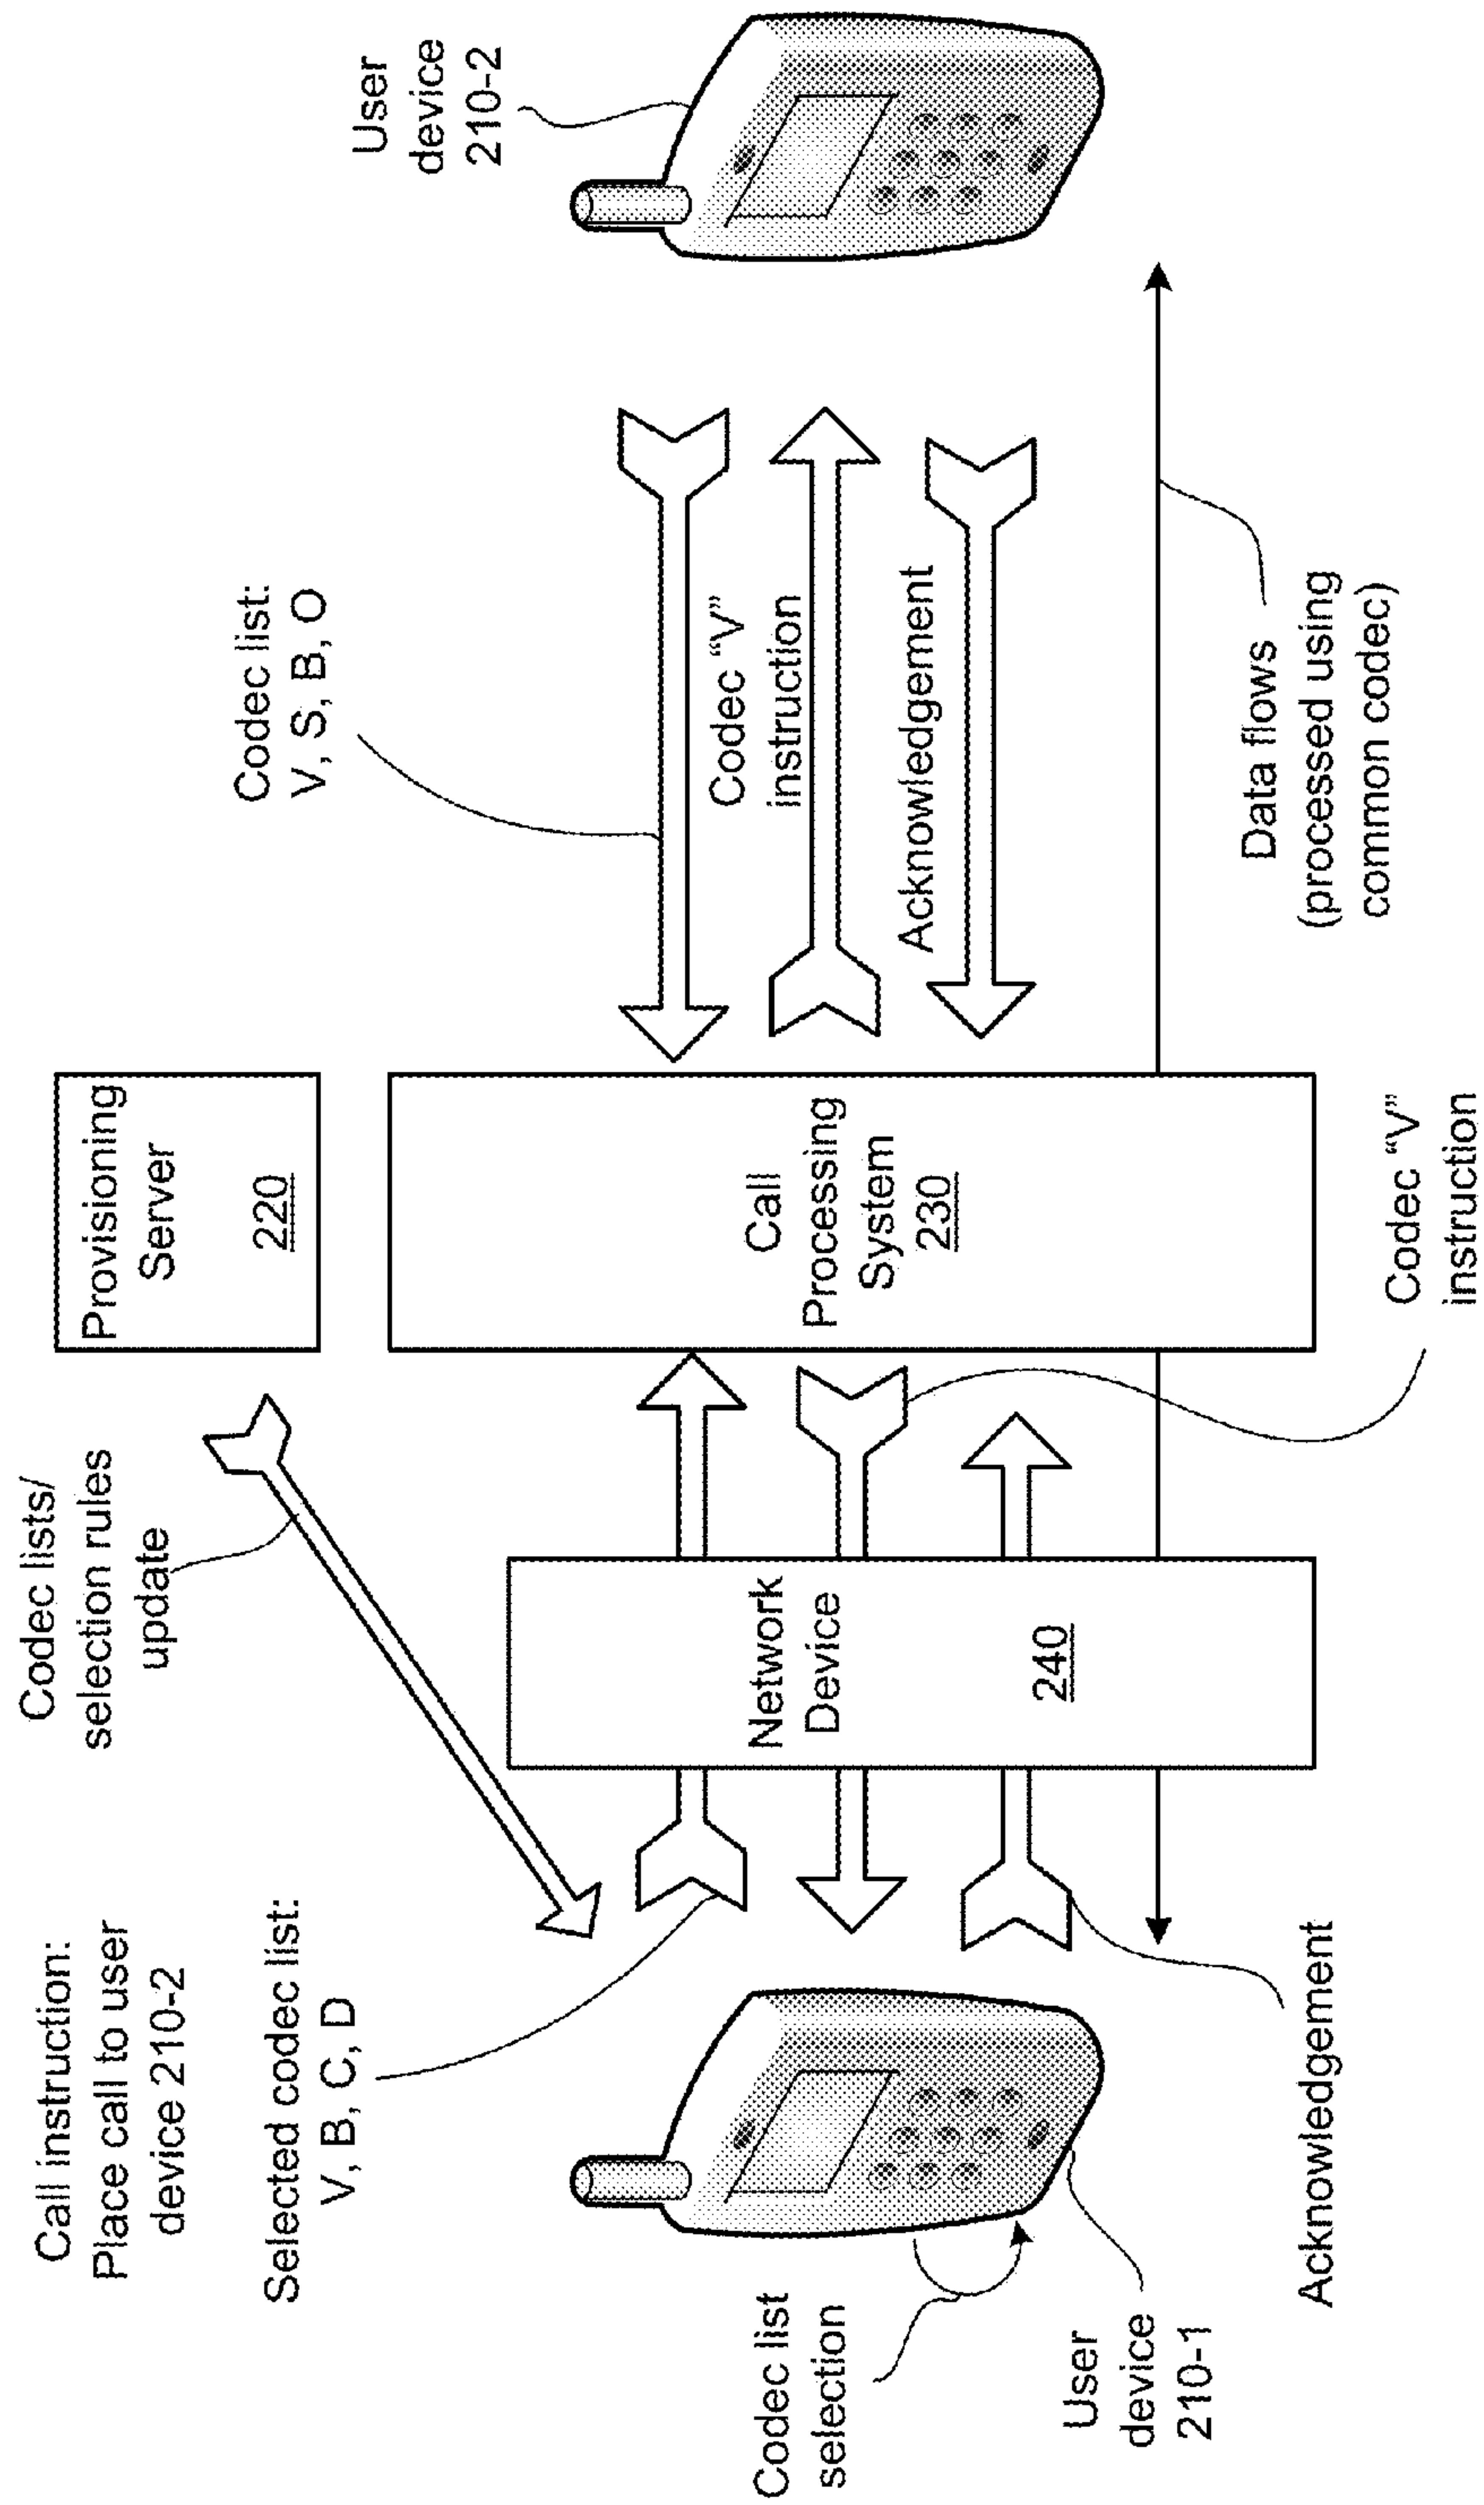 Call instruction:
Place call to user
device 210-2
Codec lists/
selection rules
update
Provisioning
Server
220
Selected codec list:
V, B, C, D
Codec list:
V, S, B, O
User
device
210-2
Codec list
selection
User
device
210-1
Network
Device
240
Call
Processing
System
230
Codec “V”
instruction
Acknowledgement
Acknowledgement
Codec “V”
instruction
Data flows
(processed using
common codec)